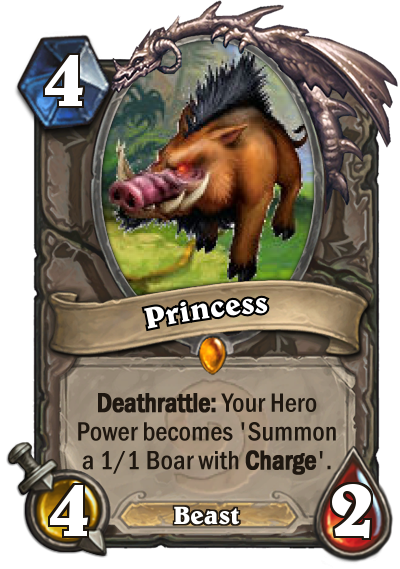 4
Princess
Deathrattle: Your Hero
Power becomes 'Summon
a 1/1 Boar with Charge'.
4
Beast
2